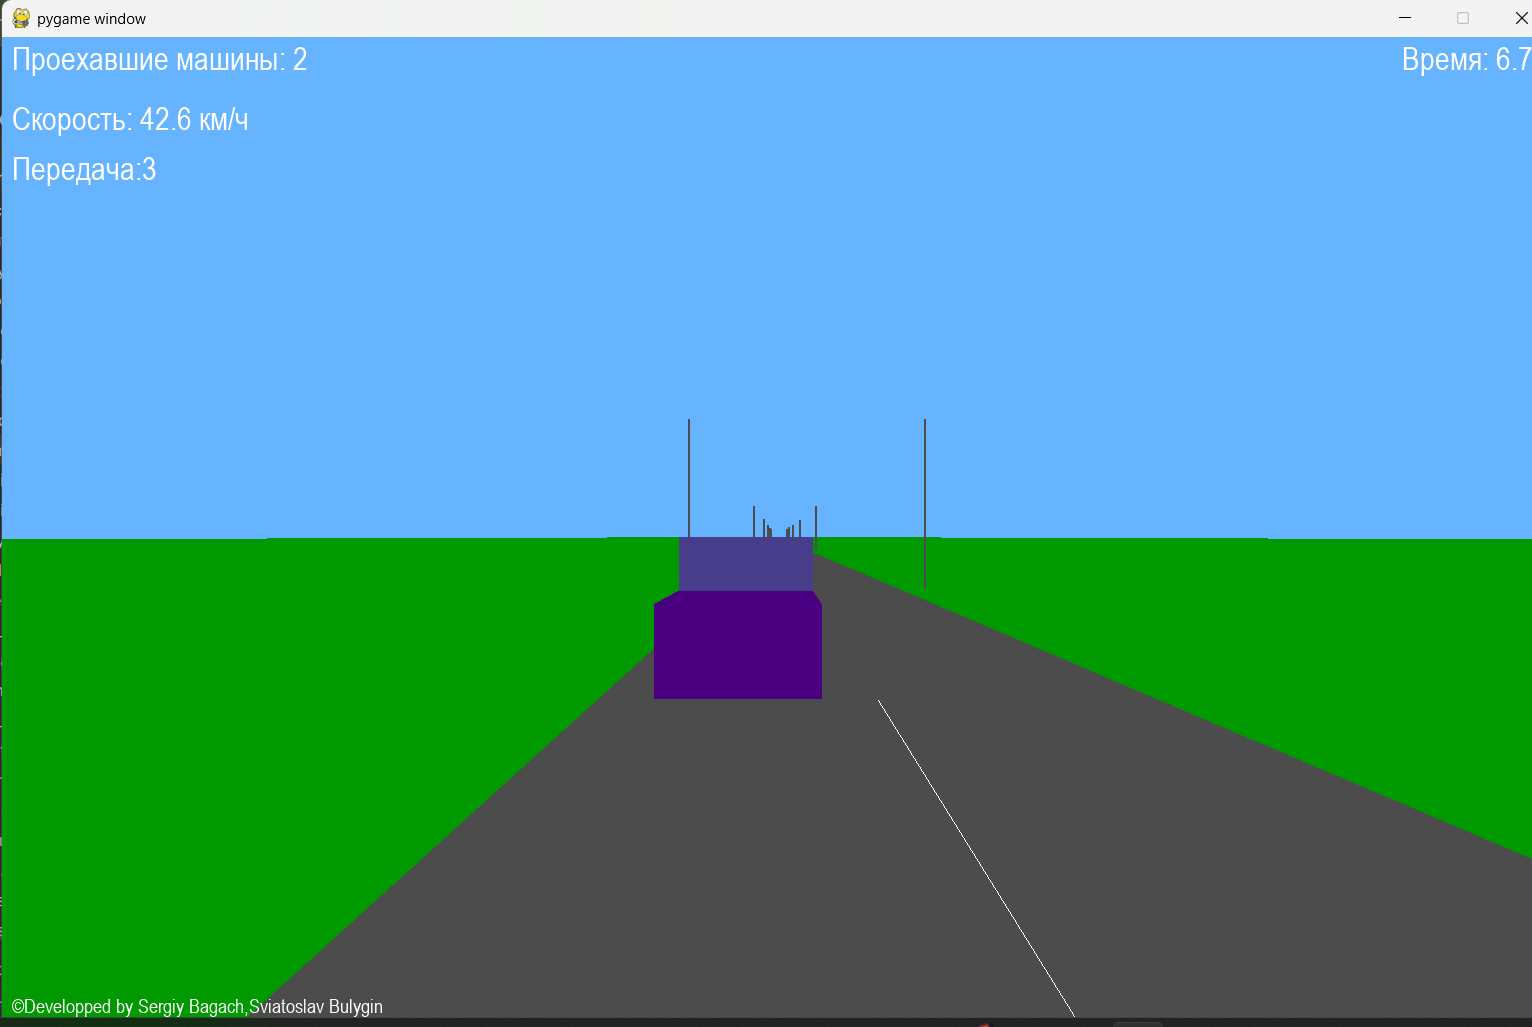 pygame window
Проехавшие машины: 2
Время: 6.7
Скорость: 42.6 км/ч
Передача:3
©Developped by Sergiy Bagach,Sviatoslav Bulygin